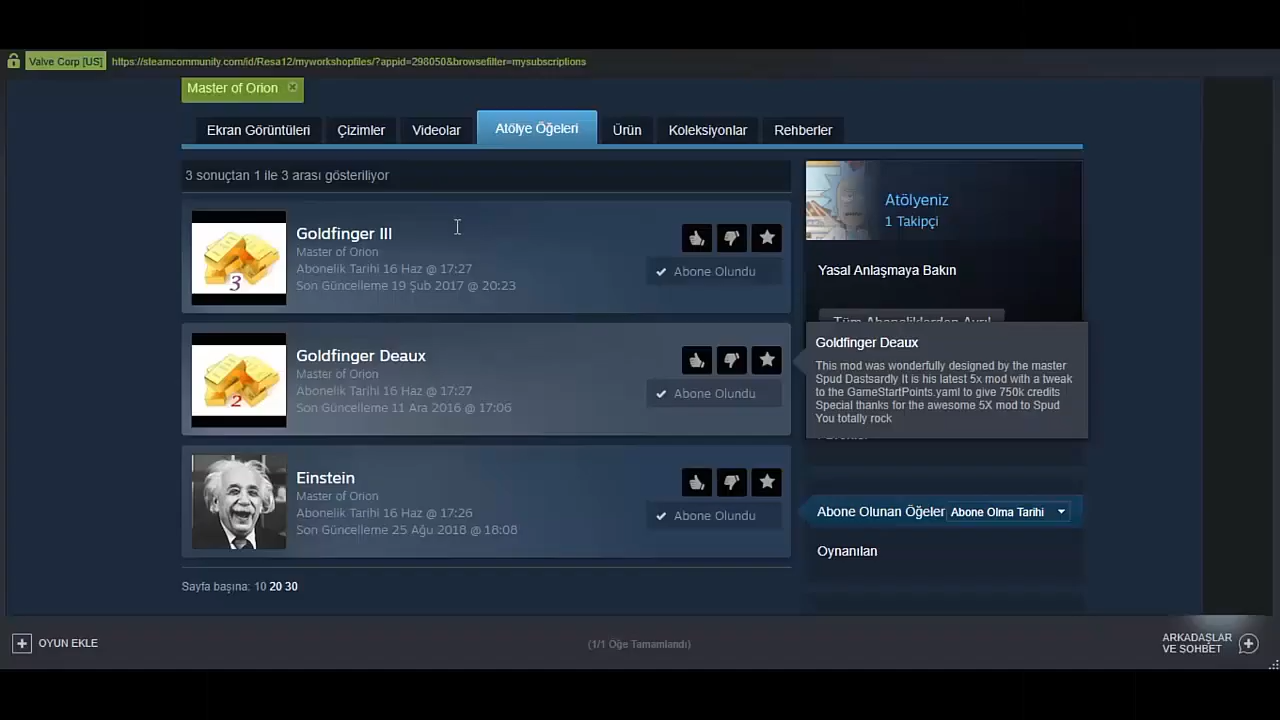 Valve Corp [US] https://steamcommunity.com/id/Resa12/myworkshopfiles/?appid=298050&browsefilter=mysubscriptions
Master of Orion
Ekran Görüntüleri Çizimler Videolar Atölye Öğeleri Ürün Koleksiyonlar Rehberler
3 sonuçtan 1 ile 3 arası gösteriliyor
3
Goldfinger III
Master of Orion
Abonelik Tarihi 16 Haz @ 17:27
Son Güncelleme 19 Şub 2017 @ 20:23
Abone Olundu
2
Goldfinger Deaux
Master of Orion
Abonelik Tarihi 16 Haz @ 17:27
Son Güncelleme 11 Ara 2016 @ 17:06
Abone Olundu
Einstein
Master of Orion
Abonelik Tarihi 16 Haz @ 17:26
Son Güncelleme 25 Ağu 2018 @ 18:08
Abone Olundu
Sayfa başına: 10 20 30
Atölyeniz
1 Takipçi
Yasal Anlaşmaya Bakın
Tüm Aboneliklerden Ayrıl
Goldfinger Deaux
This mod was wonderfully designed by the master
Spud Dastsardly It is his latest 5x mod with a tweak
to the GameStartPoints.yaml to give 750k credits
Special thanks for the awesome 5X mod to Spud
You totally rock
Abone Olunan Öğeler Abone Olma Tarihi
Oynanılan
OYUN EKLE
(1/1 Öğe Tamamlandı)
ARKADAŞLAR
VE SOHBET